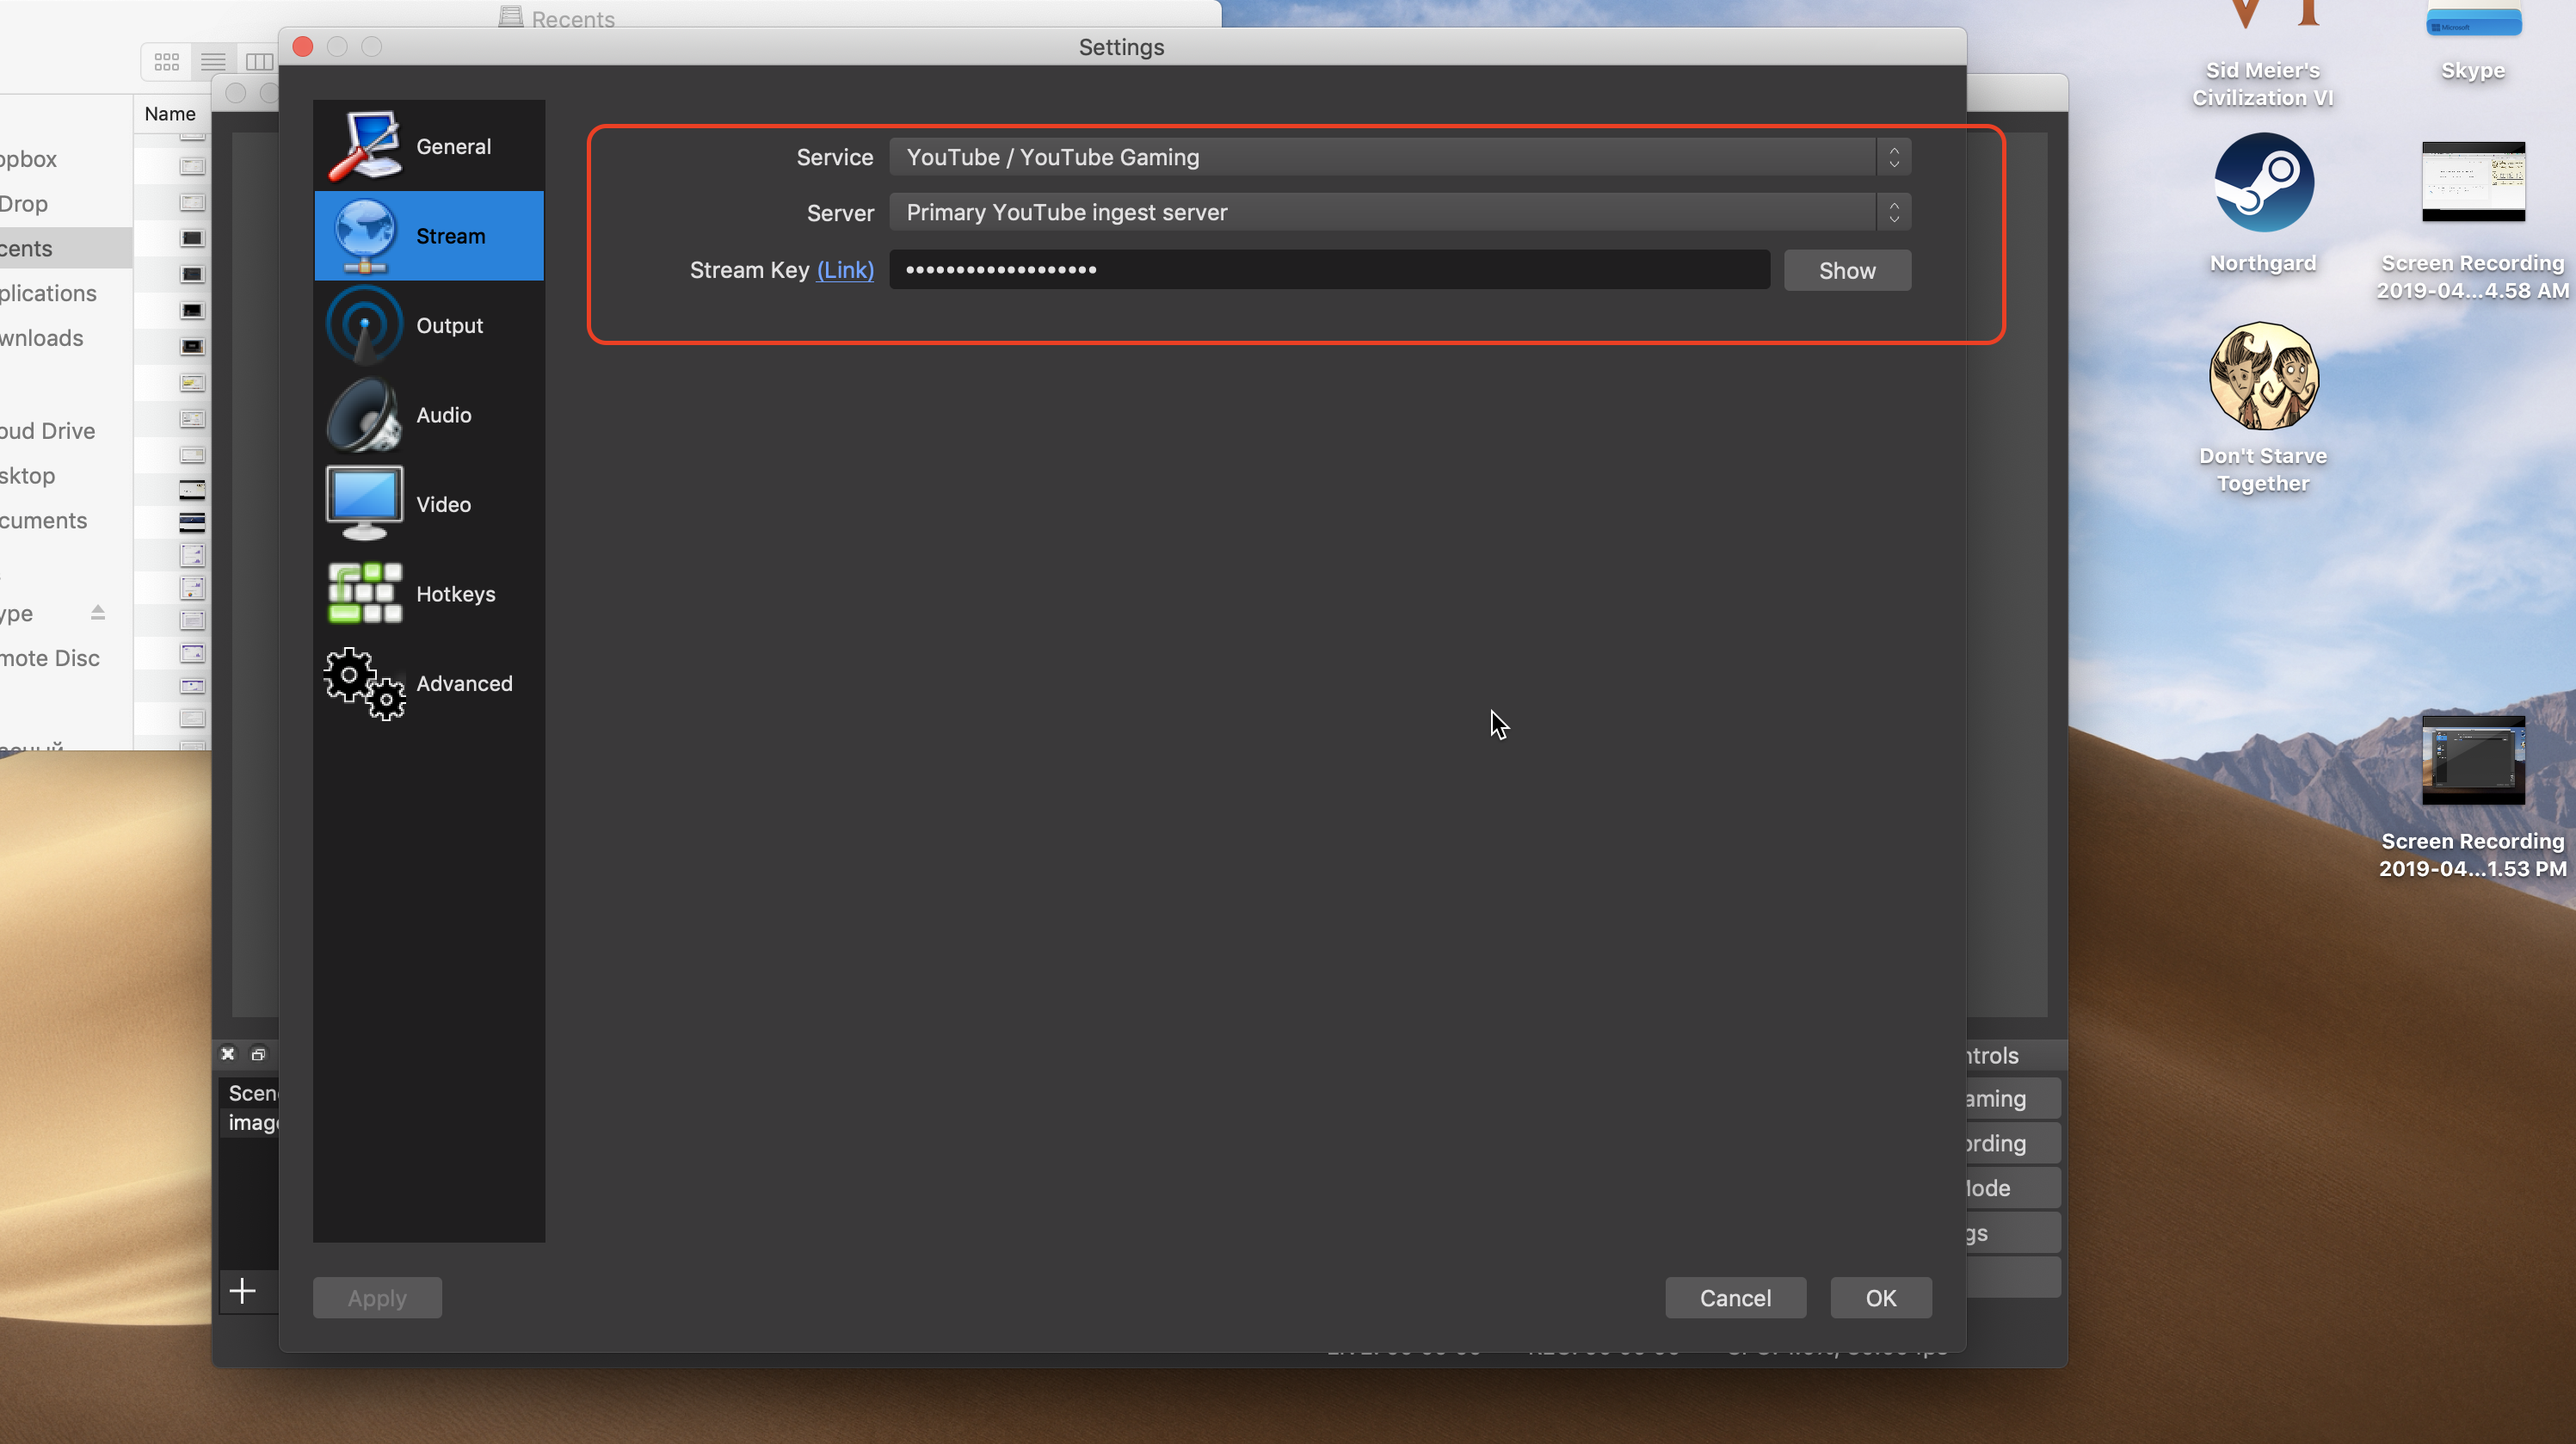 Recents
Settings
Name
opbox
Drop
cents
plications
wnloads
oud Drive
sktop
cuments
ype
mote Disc
General
Stream
Output
Audio
Video
Hotkeys
Advanced
Service YouTube / YouTube Gaming
Server Primary YouTube ingest server
Stream Key (Link) ••••••••••••••••••• Show
Scen
imag
ntrols
aming
ording
Mode
gs
Apply
Cancel
OK
Sid Meier's
Civilization VI
Microsoft
Skype
Northgard
Screen Recording
2019-04...4.58 AM
Don't Starve
Together
Screen Recording
2019-04...1.53 PM